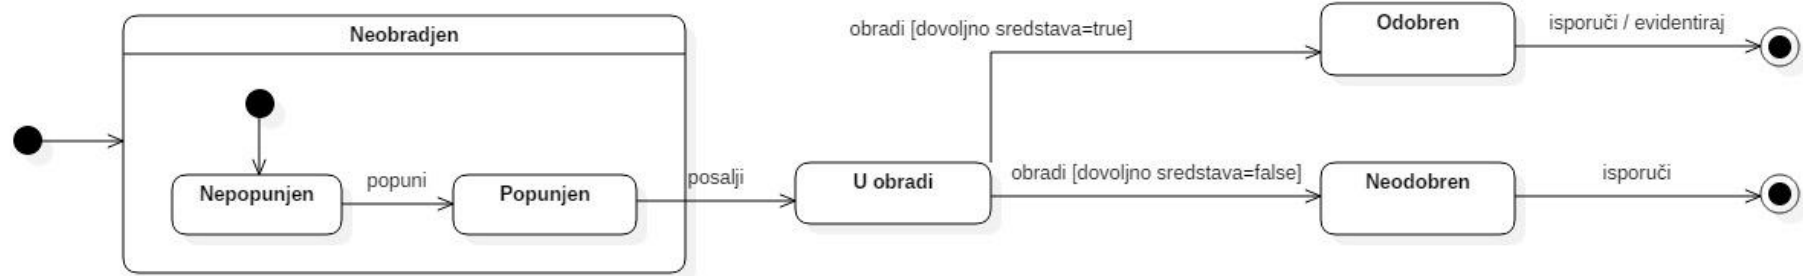 Neobradjen
Nepopunjen
popuni
Popunjen
posalji
U obradi
obradi [dovoljno sredstava=true]
Odobren
isporuči / evidentiraj
obradi [dovoljno sredstava=false]
Neodobren
isporuči